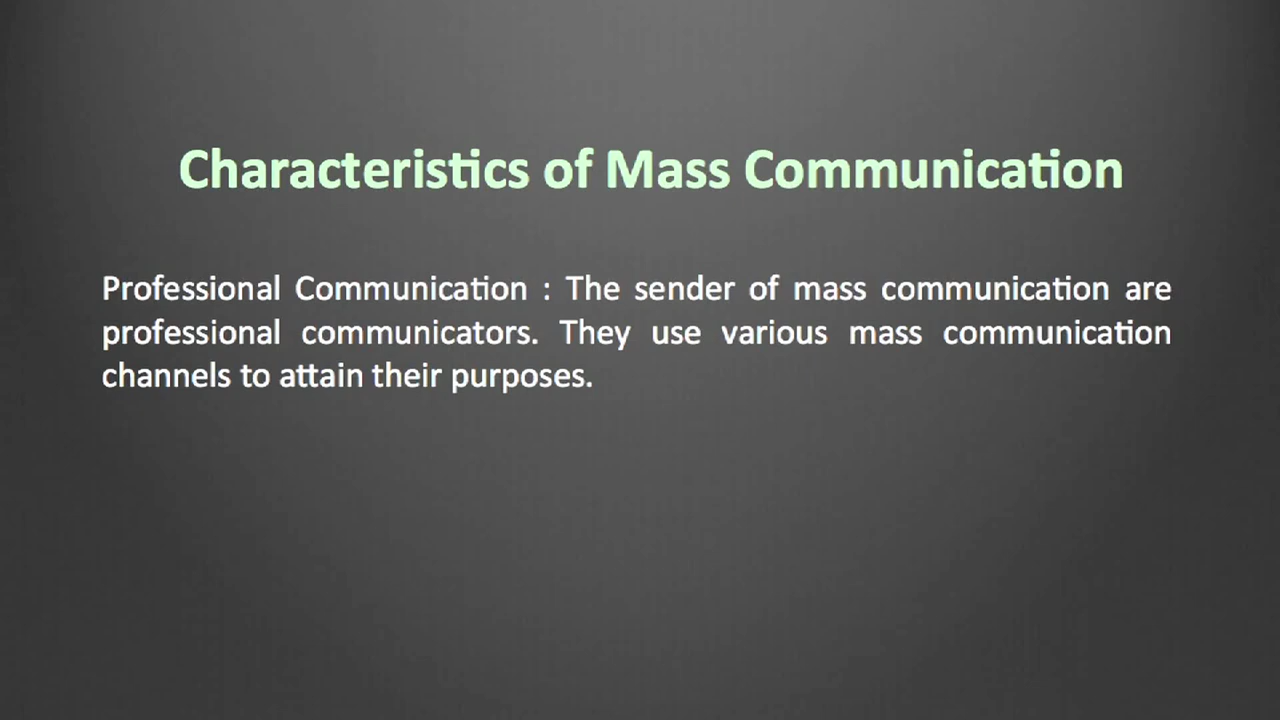 Characteristics of Mass Communication
Professional Communication : The sender of mass communication are
professional communicators. They use various mass communication
channels to attain their purposes.